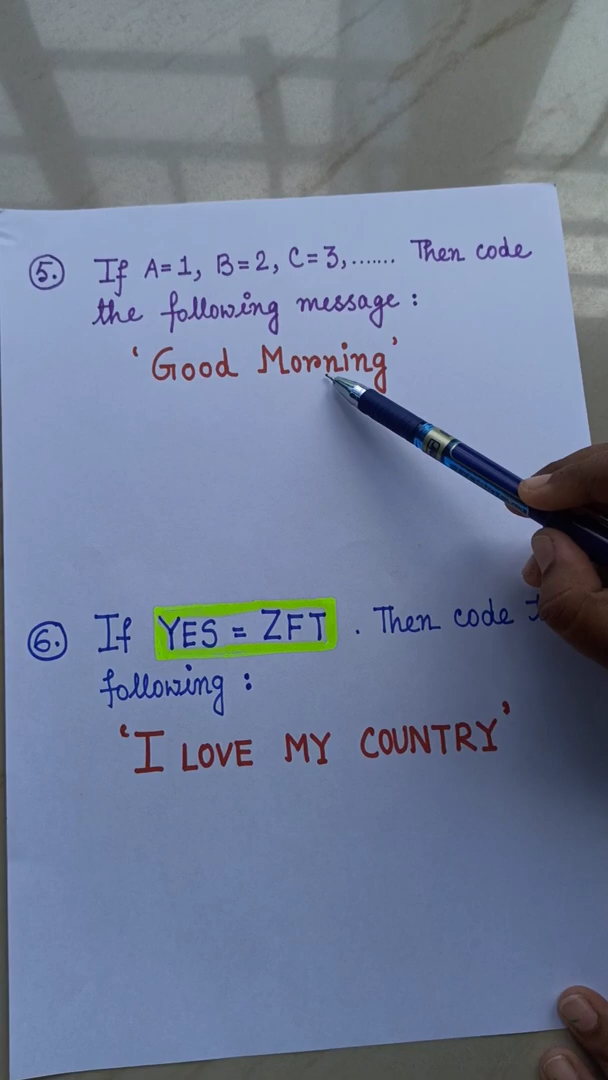 5. If A=1, B=2, C=3,....... Then code
the following message :
'Good Morning'
6. If YES = ZFT . Then code
following :
'I LOVE MY COUNTRY'